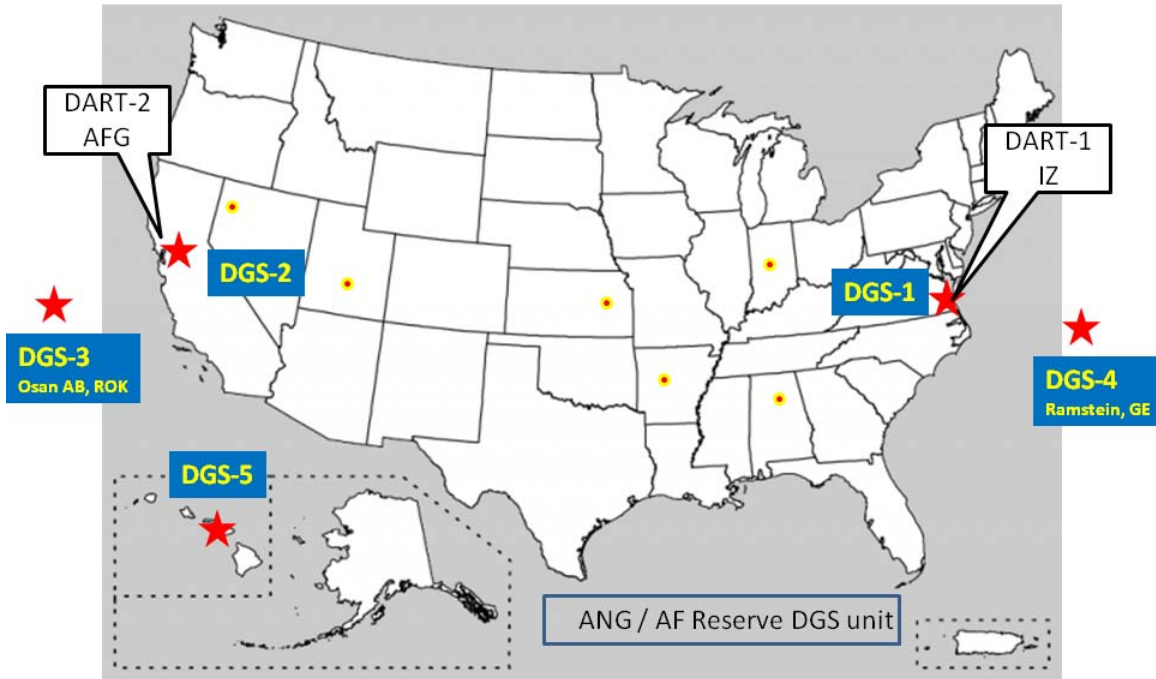 DART-2
AFG
DART-1
IZ
DGS-2
DGS-1
DGS-3
Osan AB, ROK
DGS-4
Ramstein, GE
DGS-5
ANG / AF Reserve DGS unit